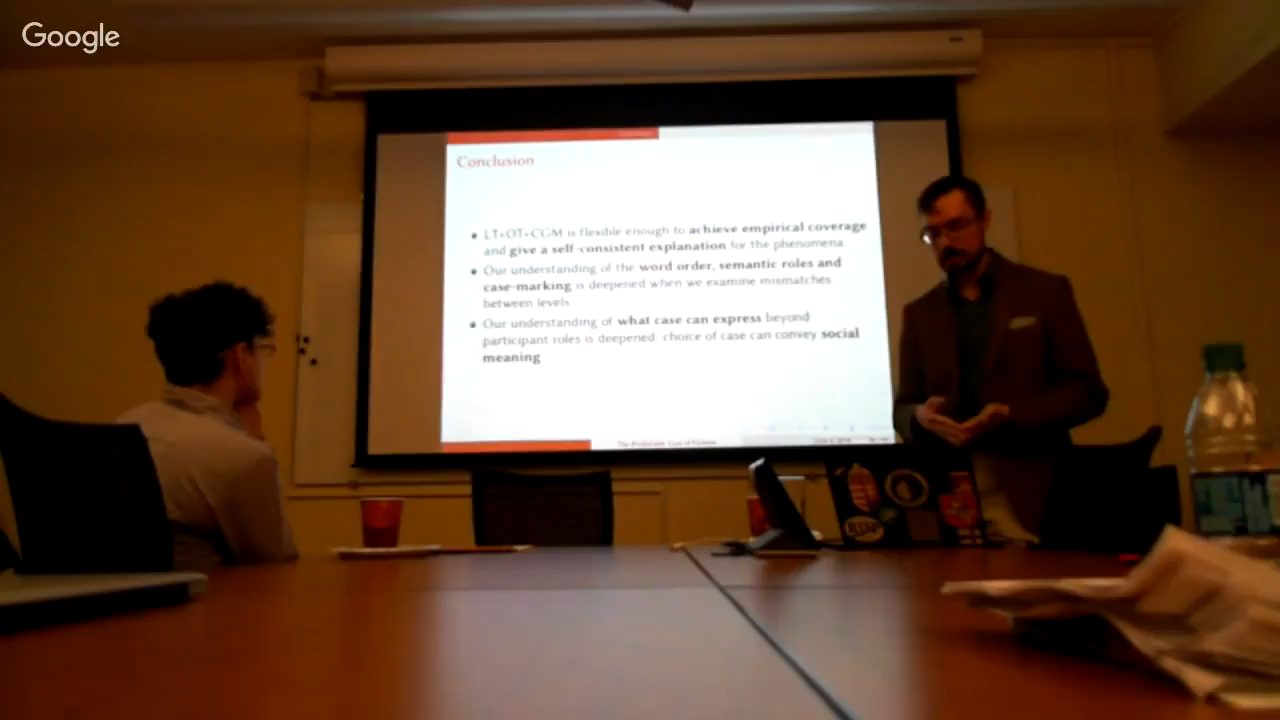 Google
Conclusion
LT+OT+CGM is flexible enough to achieve empirical coverage
and give a self-consistent explanation for the phenomena
Our understanding of the word order, semantic roles and
case-marking is deepened when we examine mismatches
between levels
Our understanding of what case can express beyond
participant roles is deepened choice of case can convey social
meaning